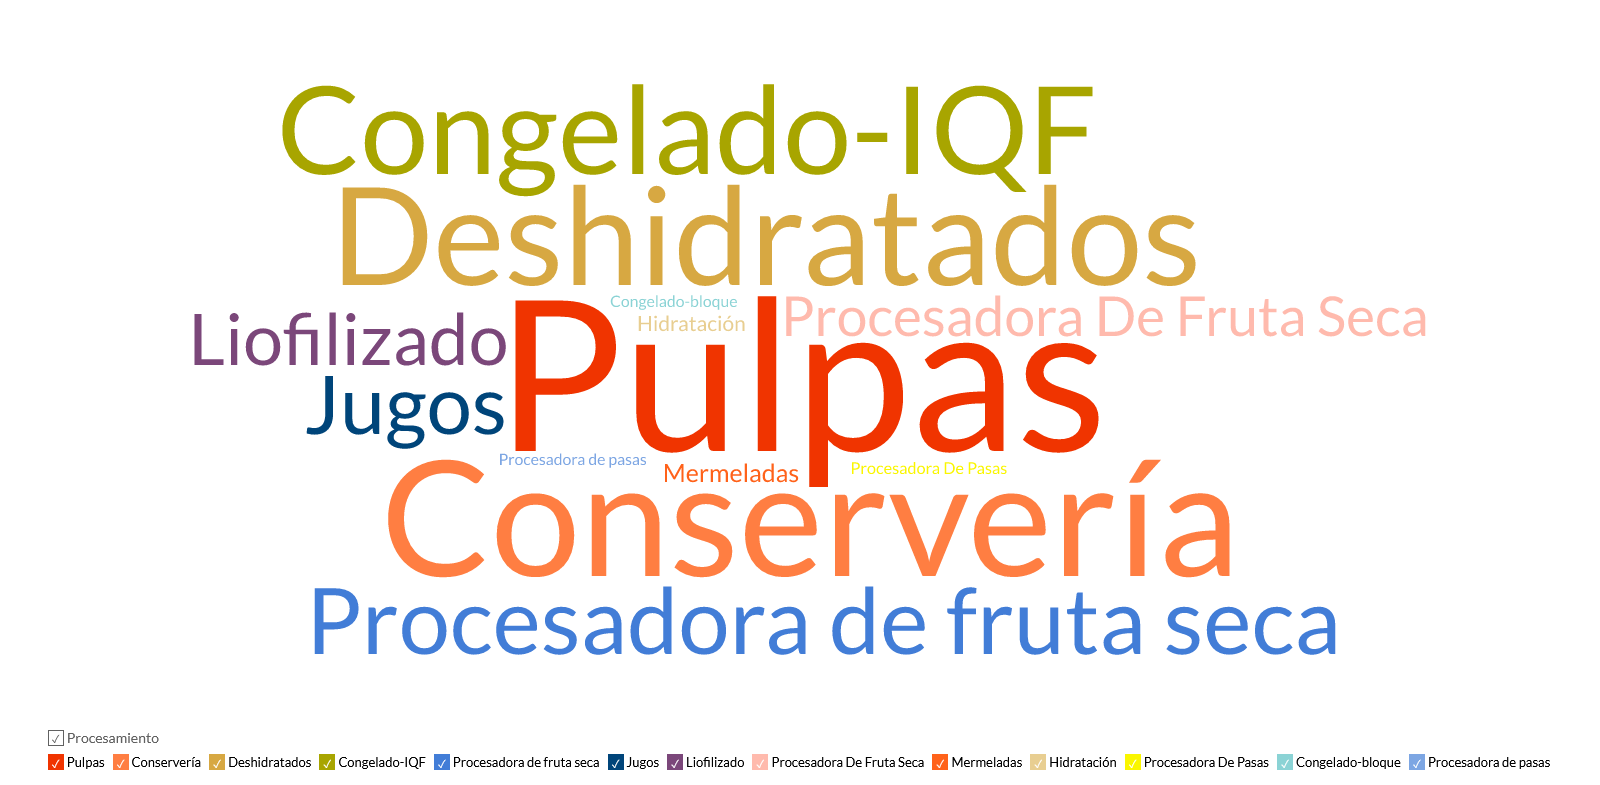 Congelado-IQF
Deshidratados
Congelado-bloque
Procesadora De Fruta Seca
Hidratación
Liofilizado
Pulpas
Jugos
Procesadora de pasas
Mermeladas
Procesadora De Pasas
Conservería
Procesadora de fruta seca
Procesamiento
Pulpas Conservería Deshidratados Congelado-IQF Procesadora de fruta seca Jugos Liofilizado Procesadora De Fruta Seca Mermeladas Hidratación Procesadora De Pasas Congelado-bloque Procesadora de pasas